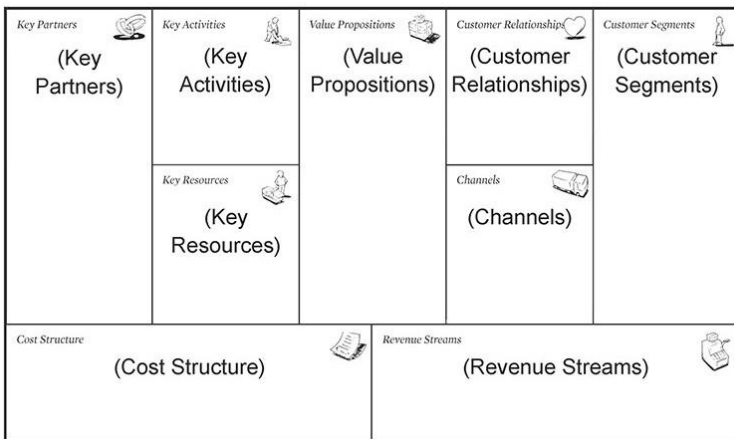 Key Partners
(Key
Partners)
Key Activities
(Key
Activities)
Key Resources
(Key
Resources)
Value Propositions
(Value
Propositions)
Customer Relationships
(Customer
Relationships)
Channels
(Channels)
Customer Segments
(Customer
Segments)
Cost Structure
(Cost Structure)
Revenue Streams
(Revenue Streams)